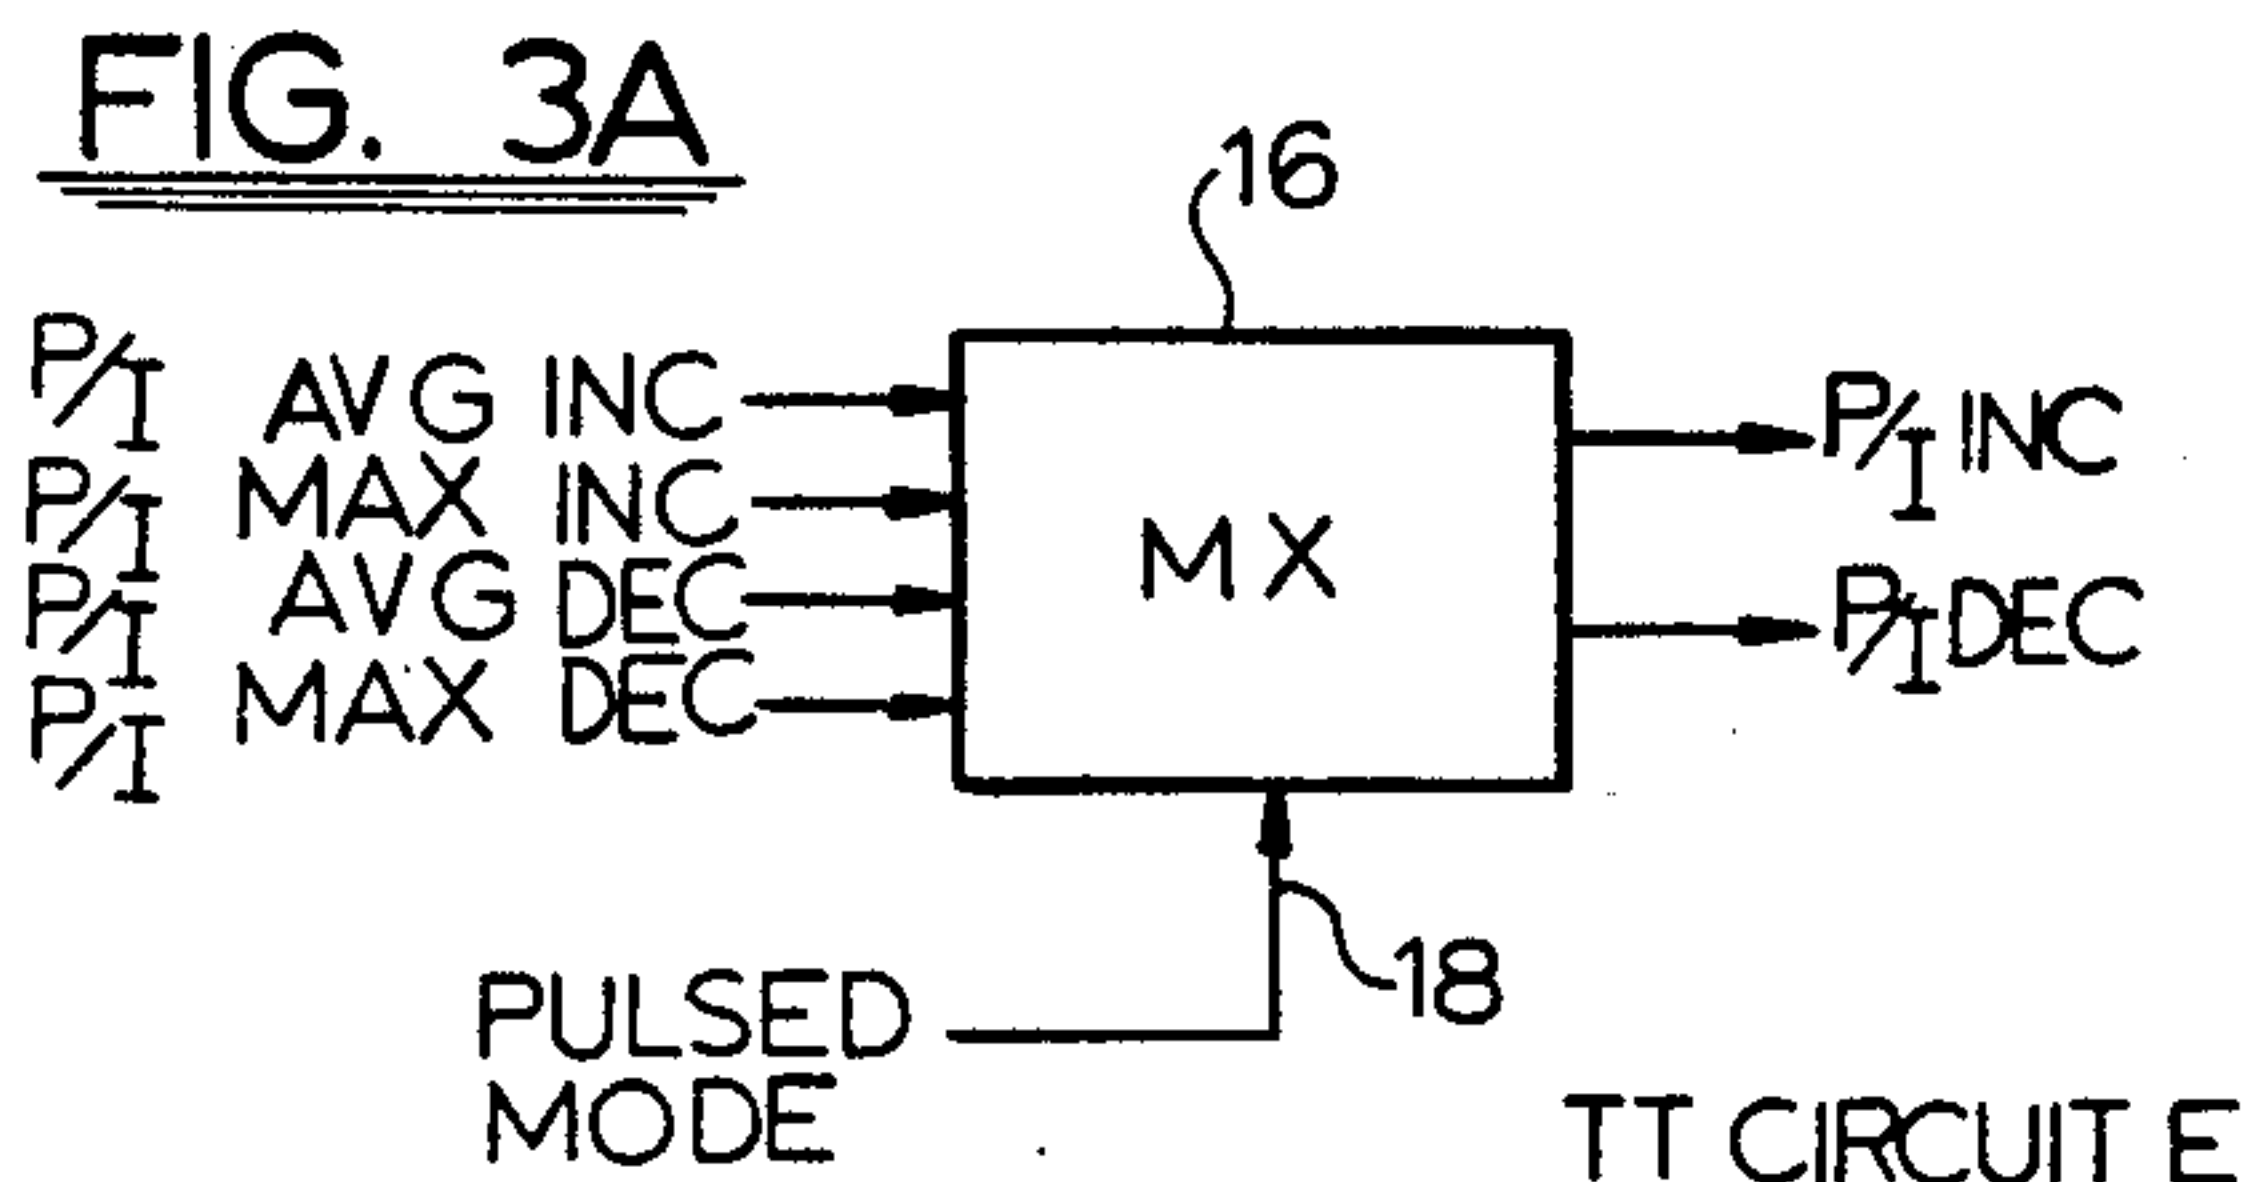 FIG. 3A
16
P/I AVG INC
P/I MAX INC
P/I AVG DEC
P/I MAX DEC
MX
P/I INC
P/I DEC
18
PULSED
MODE
TT CIRCUIT E